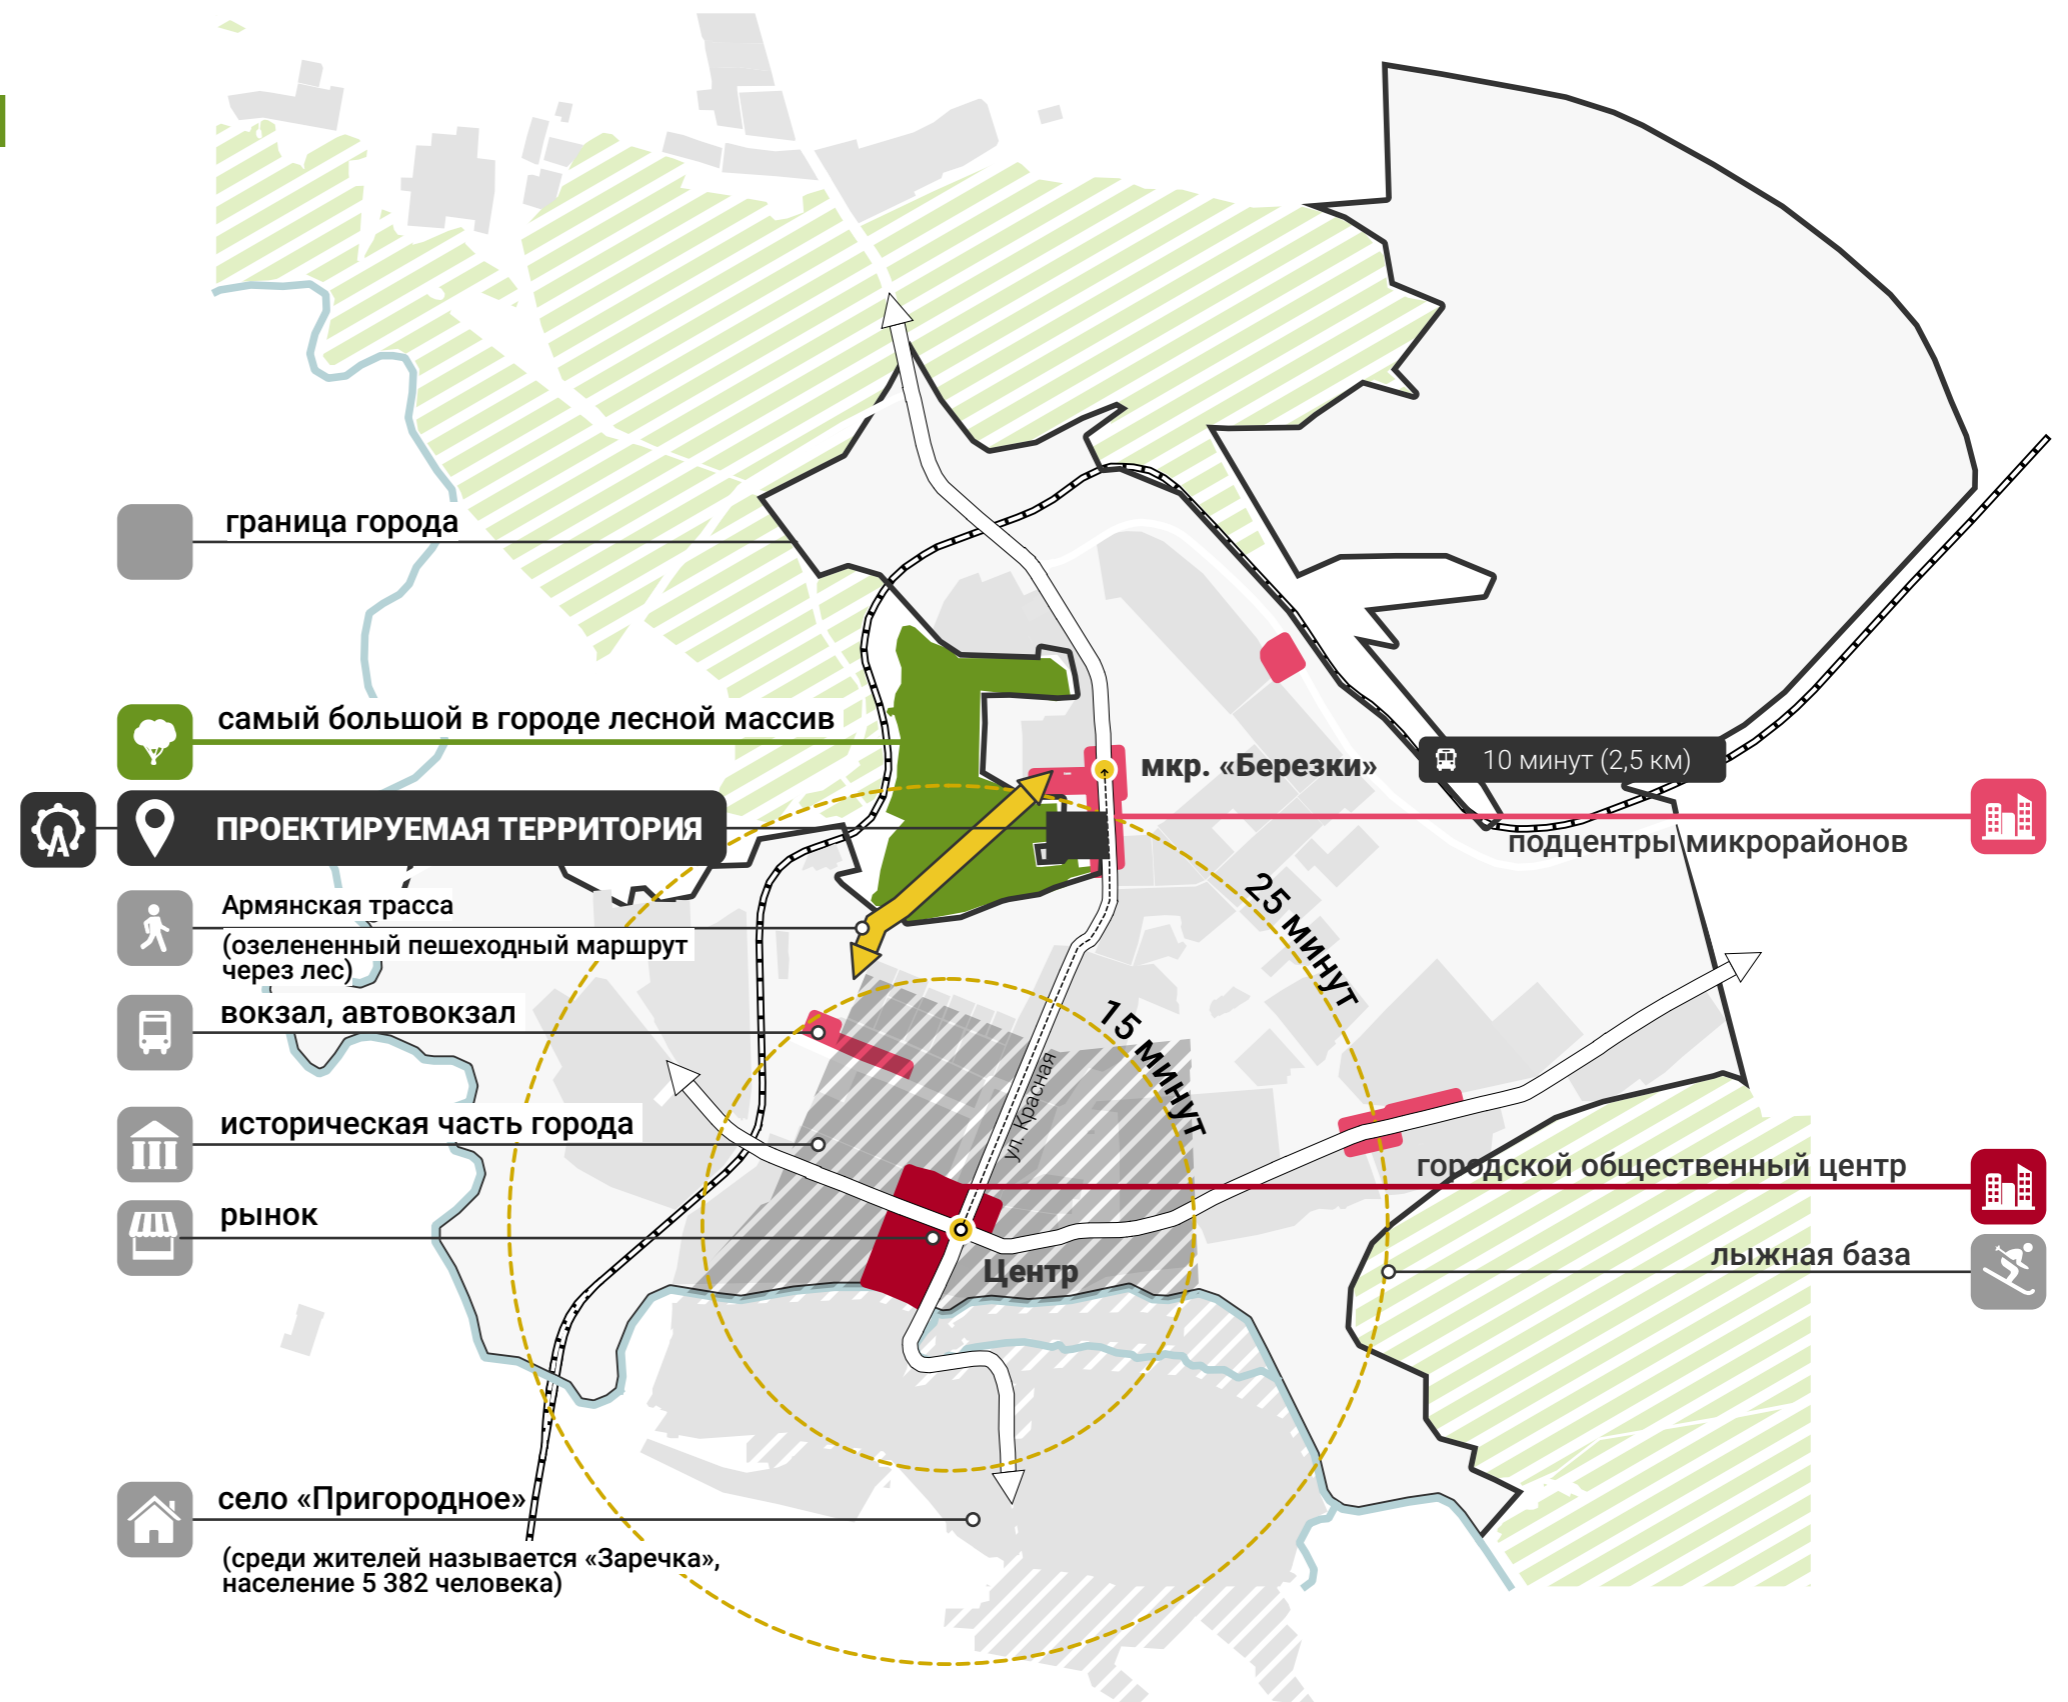 граница города
самый большой в городе лесной массив
мкр. «Березки»
10 минут (2,5 км)
ПРОЕКТИРУЕМАЯ ТЕРРИТОРИЯ
подцентры микрорайонов
Армянская трасса
(озелененный пешеходный маршрут
через лес)
25 минут
вокзал, автовокзал
15 минут
ул. Красная
историческая часть города
городской общественный центр
рынок
Центр
лыжная база
село «Пригородное»
(среди жителей называется «Заречка»,
население 5 382 человека)